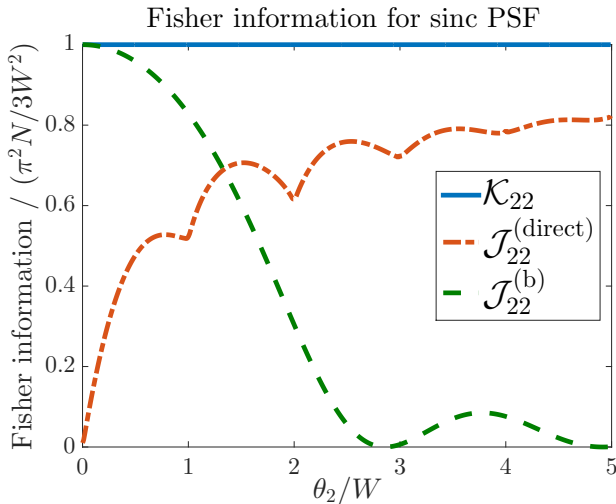 Fisher information for sinc PSF
Fisher information / (π²N/3W²)
1
0.8
0.6
0.4
0.2
0
0
1
2
3
4
5
θ₂/W
𝒦₂₂
𝒥₂₂^(direct)
𝒥₂₂^(b)